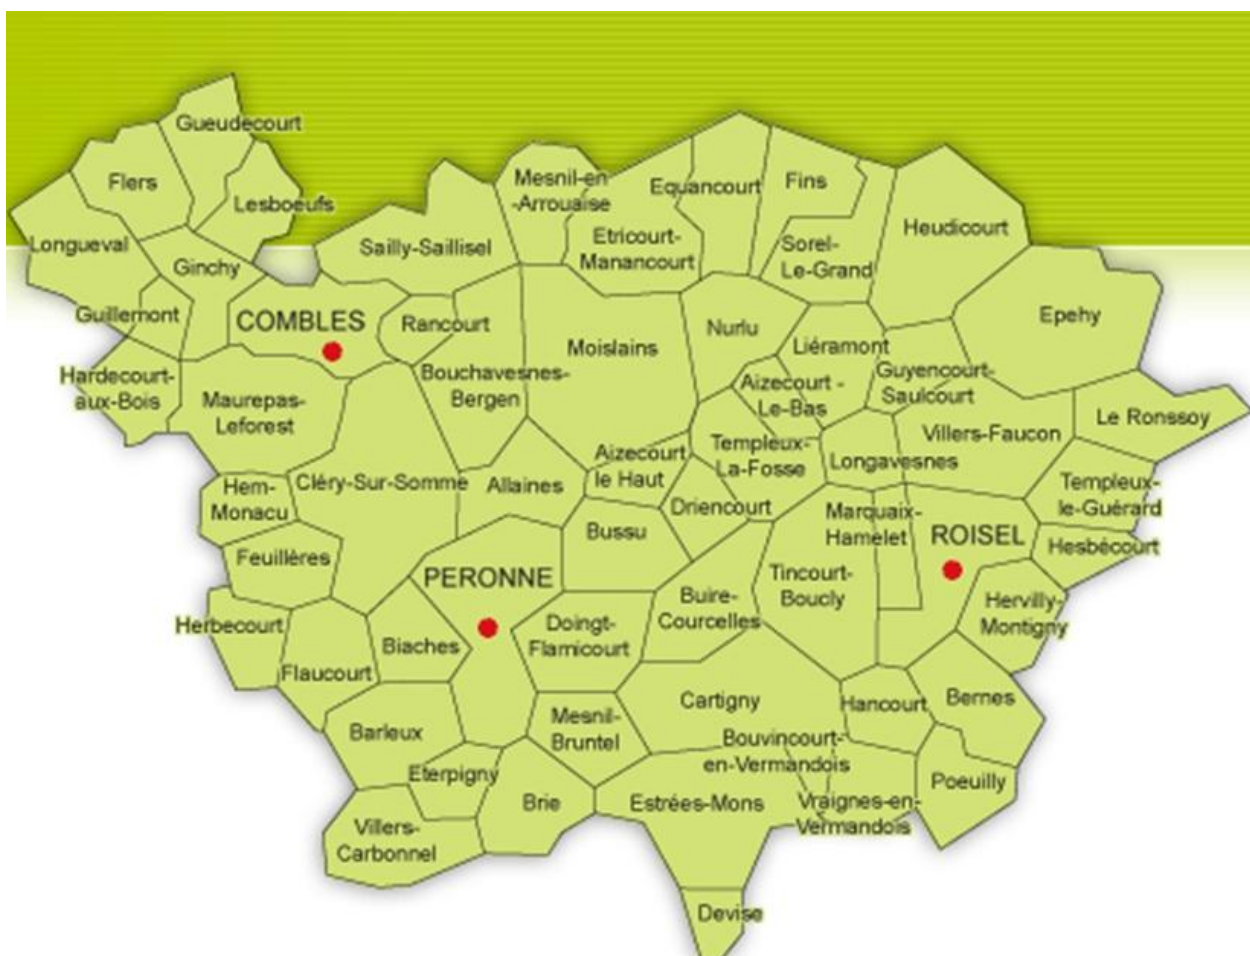 Gueudecourt
Flers
Lesboeufs
Longueval
Ginchy
Guillemont
Sailly-Saillisel
Mesnil-en
-Arrouaise
Equancourt
Fins
Etricourt-
Manancourt
Sorel-
Le-Grand
Heudicourt
COMBLES
Rancourt
Moislains
Nurlu
Liéramont
Epehy
Hardecourt-
aux-Bois
Maurepas-
Leforest
Bouchavesnes-
Bergen
Aizecourt -
Le-Bas
Guyencourt-
Saulcourt
Le Ronssoy
Villers-Faucon
Aizecourt
le Haut
Templeux-
La-Fosse
Longavesnes
Hem-
Monacu
Cléry-Sur-Somme
Allaines
Driencourt
Templeux-
le-Guérard
Bussu
Marquaix-
Hamelet
ROISEL
Hesbécourt
Feuillères
PERONNE
Tincourt-
Boucly
Buire-
Courcelles
Hervilly-
Montigny
Herbecourt
Biaches
Doingt-
Flamicourt
Flaucourt
Cartigny
Hancourt
Bernes
Barleux
Mesnil-
Bruntel
Bouvincourt-
en-Vermandois
Eterpigny
Brie
Estrées-Mons
Vraignes-en-
Vermandois
Poeuilly
Villers-
Carbonnel
Devise